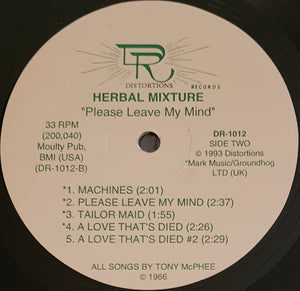 DR
DISTORTIONS
RECORDS
HERBAL MIXTURE
"Please Leave My Mind"
33 RPM
(200,040)
Moulty Pub,
BMI (USA)
(DR-1012-B)
DR-1012
SIDE TWO
© 1993 Distortions
*Mark Music/Groundhog
LTD (UK)
*1. MACHINES (2:01)
*2. PLEASE LEAVE MY MIND (2:37)
*3. TAILOR MAID (1:55)
*4. A LOVE THAT'S DIED (2:26)
5. A LOVE THAT'S DIED #2 (2:29)
ALL SONGS BY TONY McPHEE
© 1966